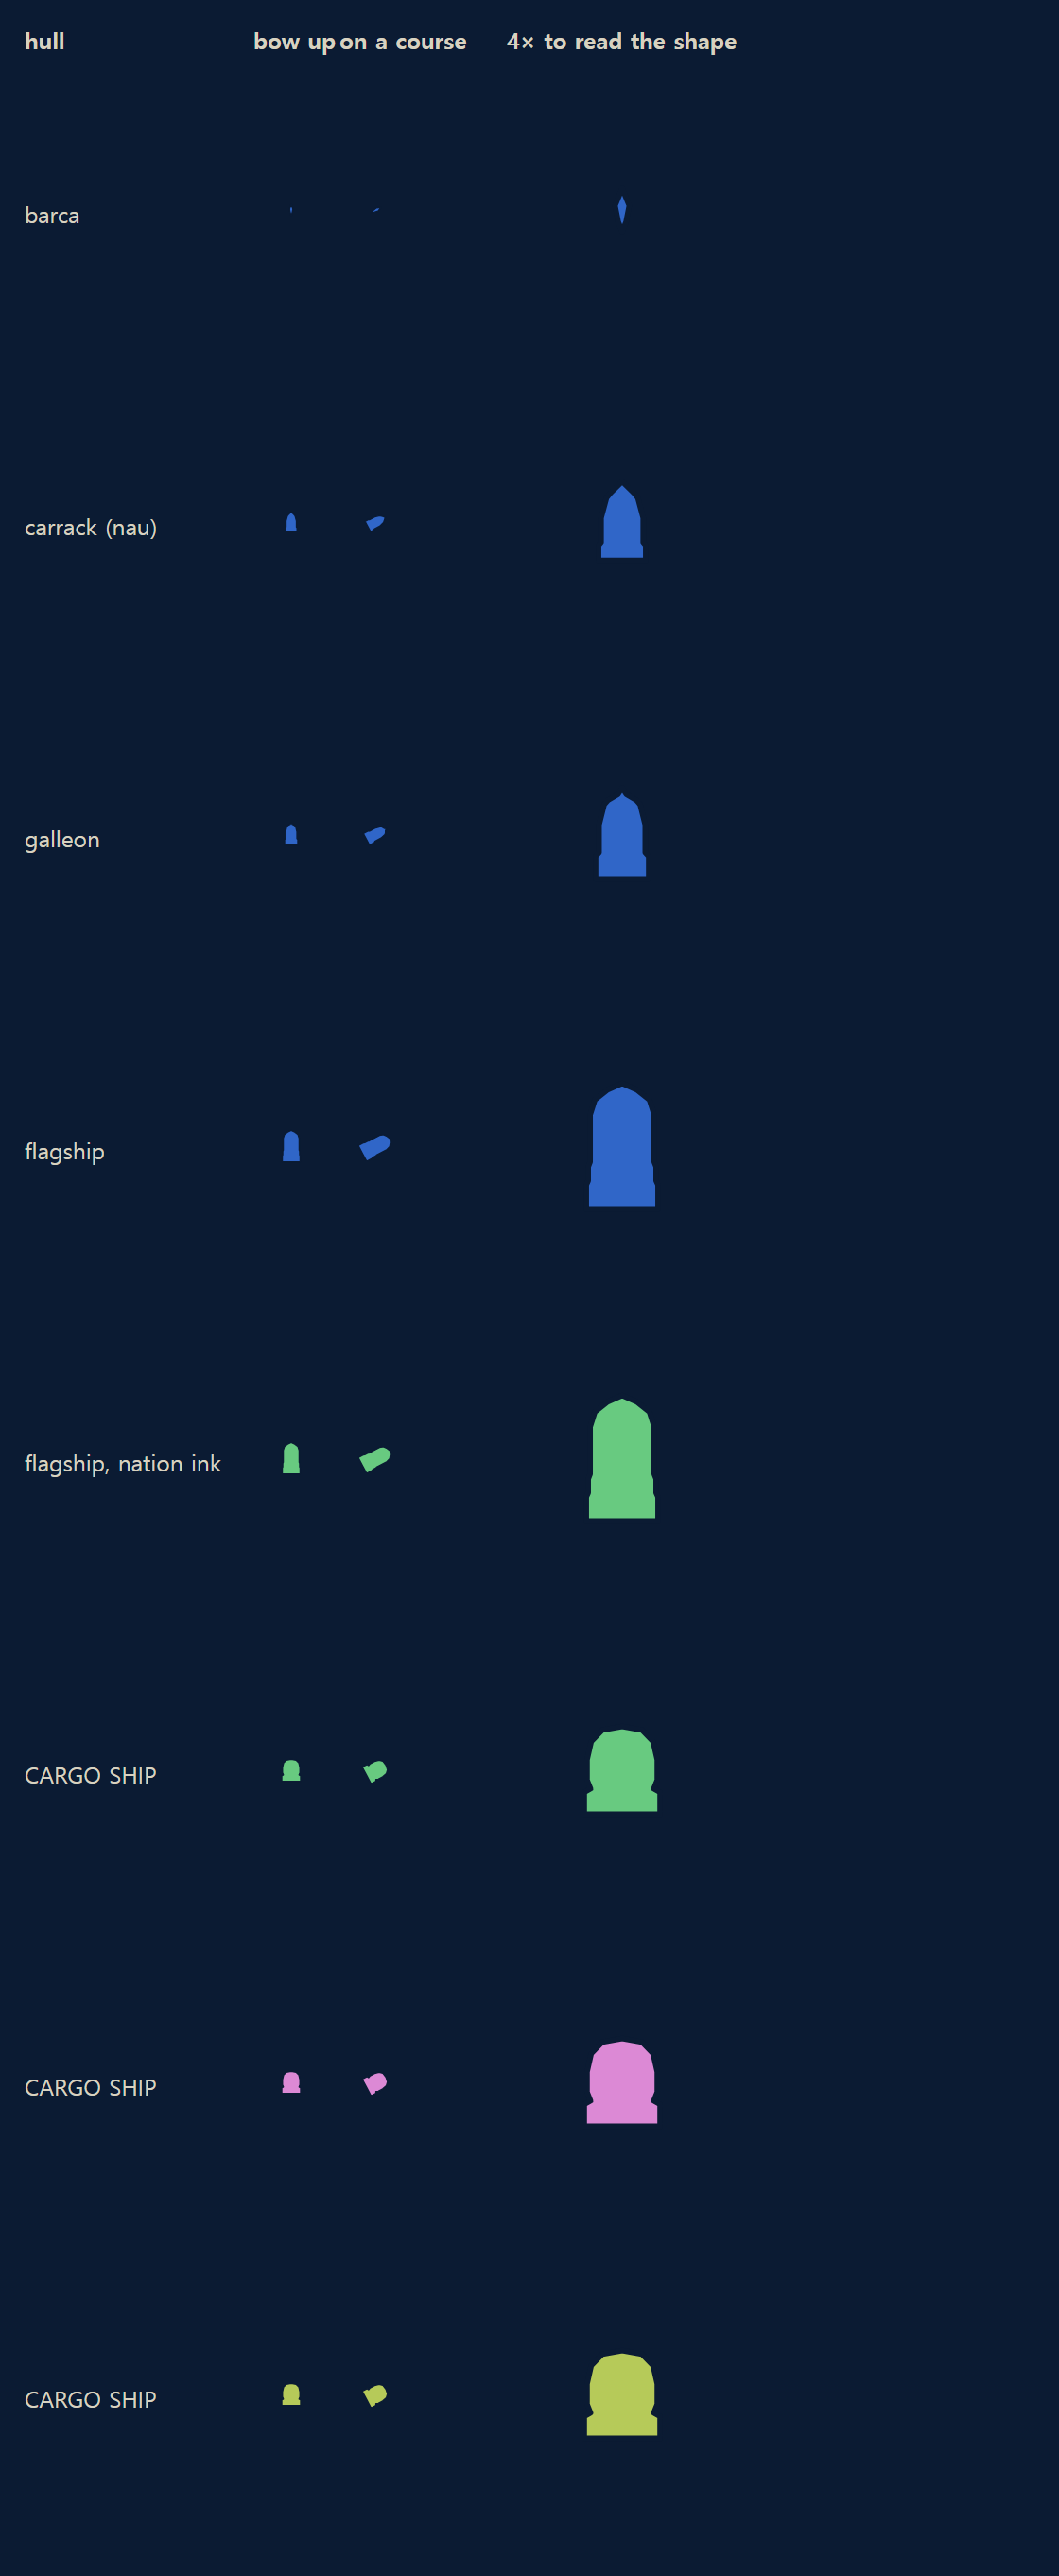 hull bow up on a course 4× to read the shape
barca
carrack (nau)
galleon
flagship
flagship, nation ink
CARGO SHIP
CARGO SHIP
CARGO SHIP